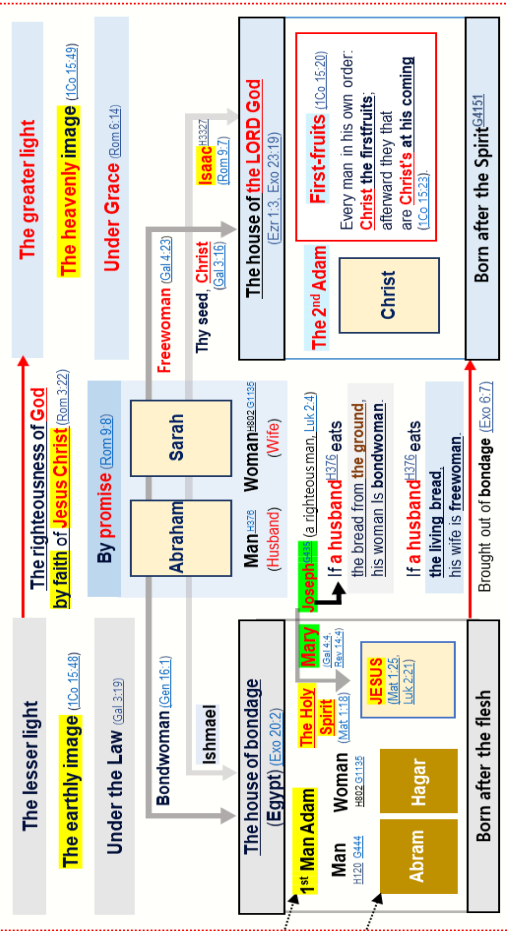 The lesser light
The righteousness of God
by faith of Jesus Christ (Rom 3:22)
The greater light
The earthly image (1Co 15:48)
The heavenly image (1Co 15:49)
Under the Law (Gal 3:19)
By promise (Rom 9:8)
Under Grace (Rom 6:14)
Bondwoman (Gen 16:1)
Freewoman (Gal 4:23)
Ishmael
Abraham
Sarah
Thy seed, Christ
(Gal 3:16)
Isaac H3327
(Rom 9:7)
Man H376
(Husband)
Woman H802 G1135
(Wife)
The house of bondage
(Egypt) (Exo 20:2)
The house of the LORD God
(Ezr 1:3, Exo 23:19)
1st Man Adam
Man
H120 G444
Woman
H802 G1135
Abram
Hagar
The Holy
Spirit
(Mat 1:18)
Mary
(Gal 4:4,
Rev 14:4)
Joseph G435 (a righteous man, Luk 2:4)
JESUS
(Mat 1:25,
Luk 2:21)
If a husband H376 eats
the bread from the ground,
his woman Is bondwoman.
If a husband H376 eats
the living bread,
his wife is freewoman.
The 2nd Adam
Christ
First-fruits (1Co 15:20)
Every man in his own order:
Christ the firstfruits;
afterward they that
are Christ's at his coming
(1Co 15:23).
Born after the flesh
Brought out of bondage (Exo 6:7)
Born after the Spirit G4151